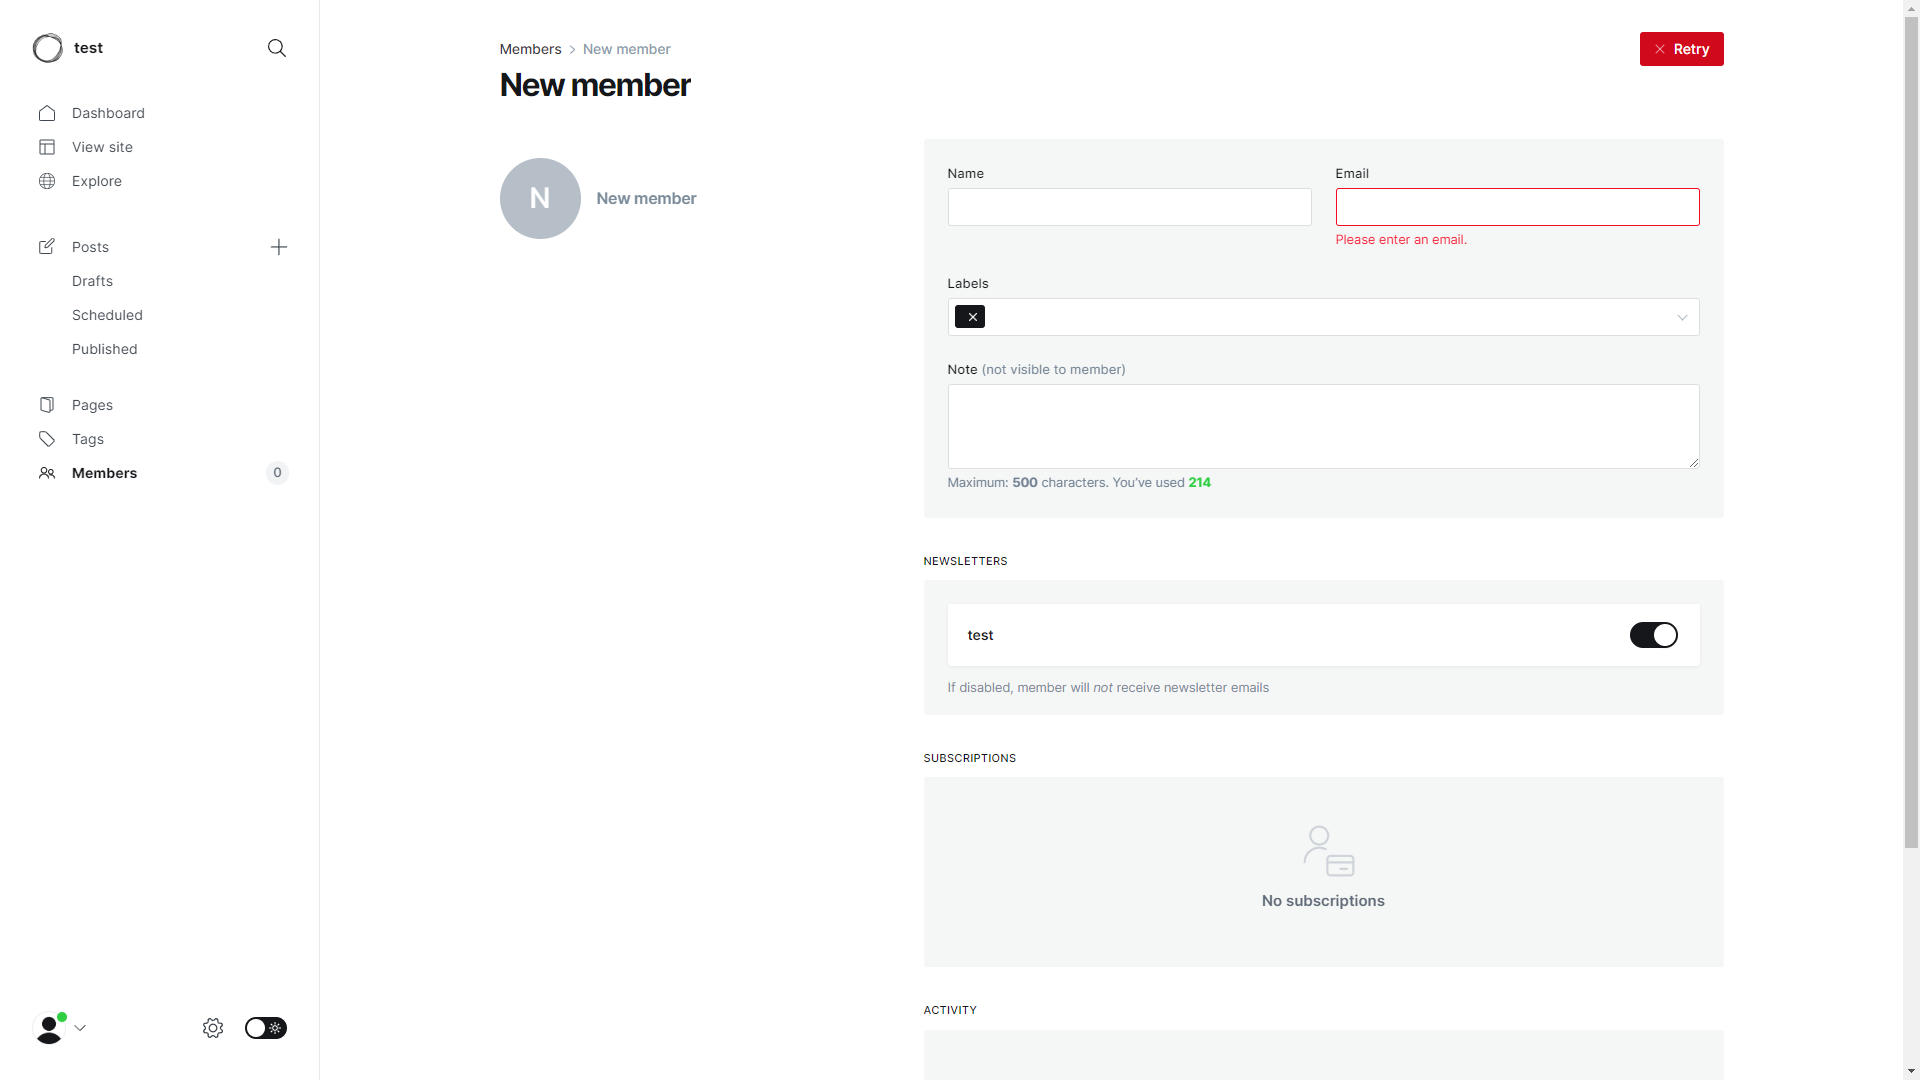 test
Dashboard
View site
Explore
Posts
Drafts
Scheduled
Published
Pages
Tags
Members
0
Members
New member
New member
Retry
N
New member
Name
Email
Please enter an email.
Labels
Note (not visible to member)
Maximum: 500 characters. You’ve used 214
NEWSLETTERS
test
If disabled, member will not receive newsletter emails
SUBSCRIPTIONS
No subscriptions
ACTIVITY